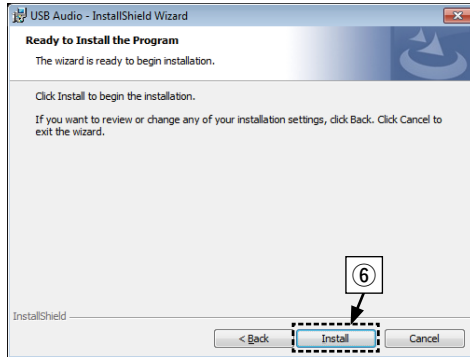 USB Audio - InstallShield Wizard
Ready to Install the Program
The wizard is ready to begin installation.
Click Install to begin the installation.
If you want to review or change any of your installation settings, click Back. Click Cancel to
exit the wizard.
⑥
InstallShield
< Back Install Cancel